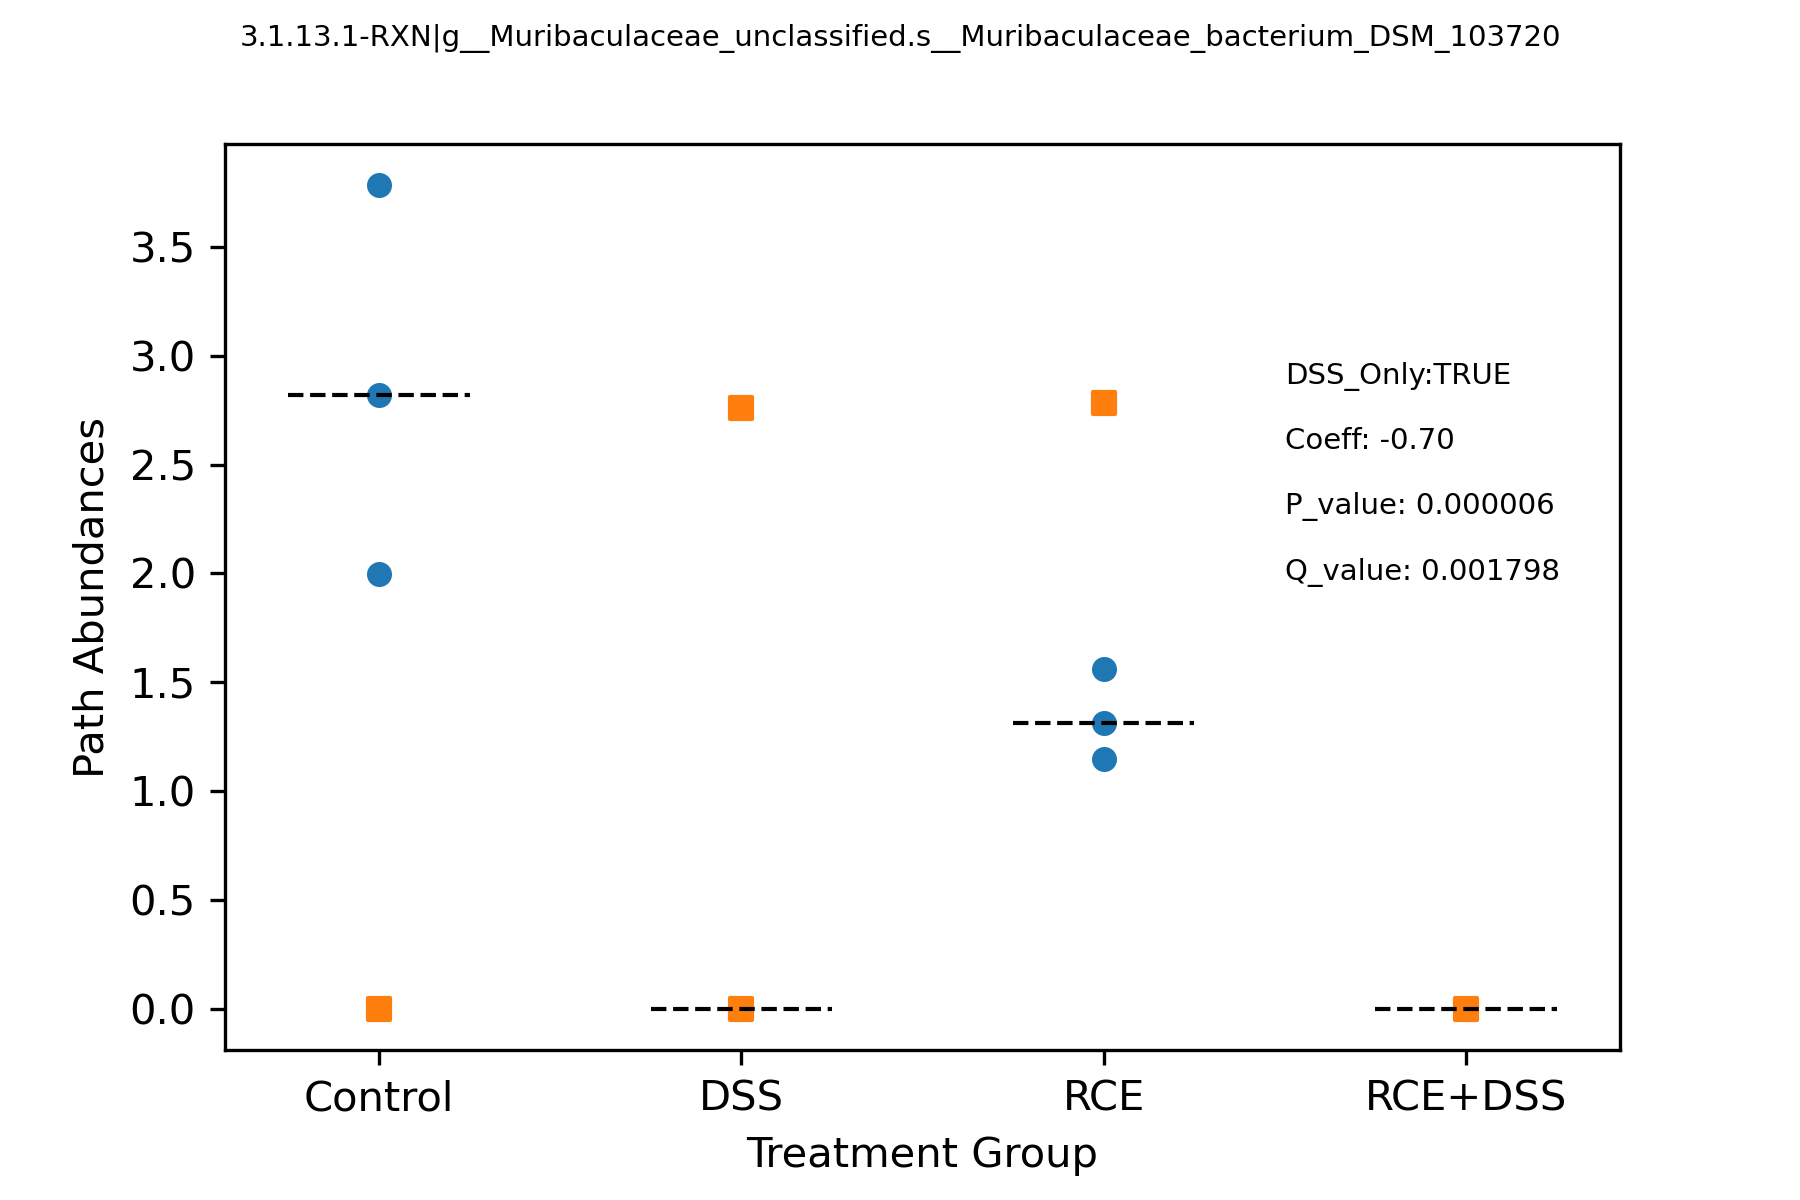 3.1.13.1-RXN|g__Muribaculaceae_unclassified.s__Muribaculaceae_bacterium_DSM_103720
3.5
3.0
2.5
2.0
1.5
1.0
0.5
0.0
Path Abundances
DSS_Only:TRUE
Coeff: -0.70
P_value: 0.000006
Q_value: 0.001798
Control DSS RCE RCE+DSS
Treatment Group